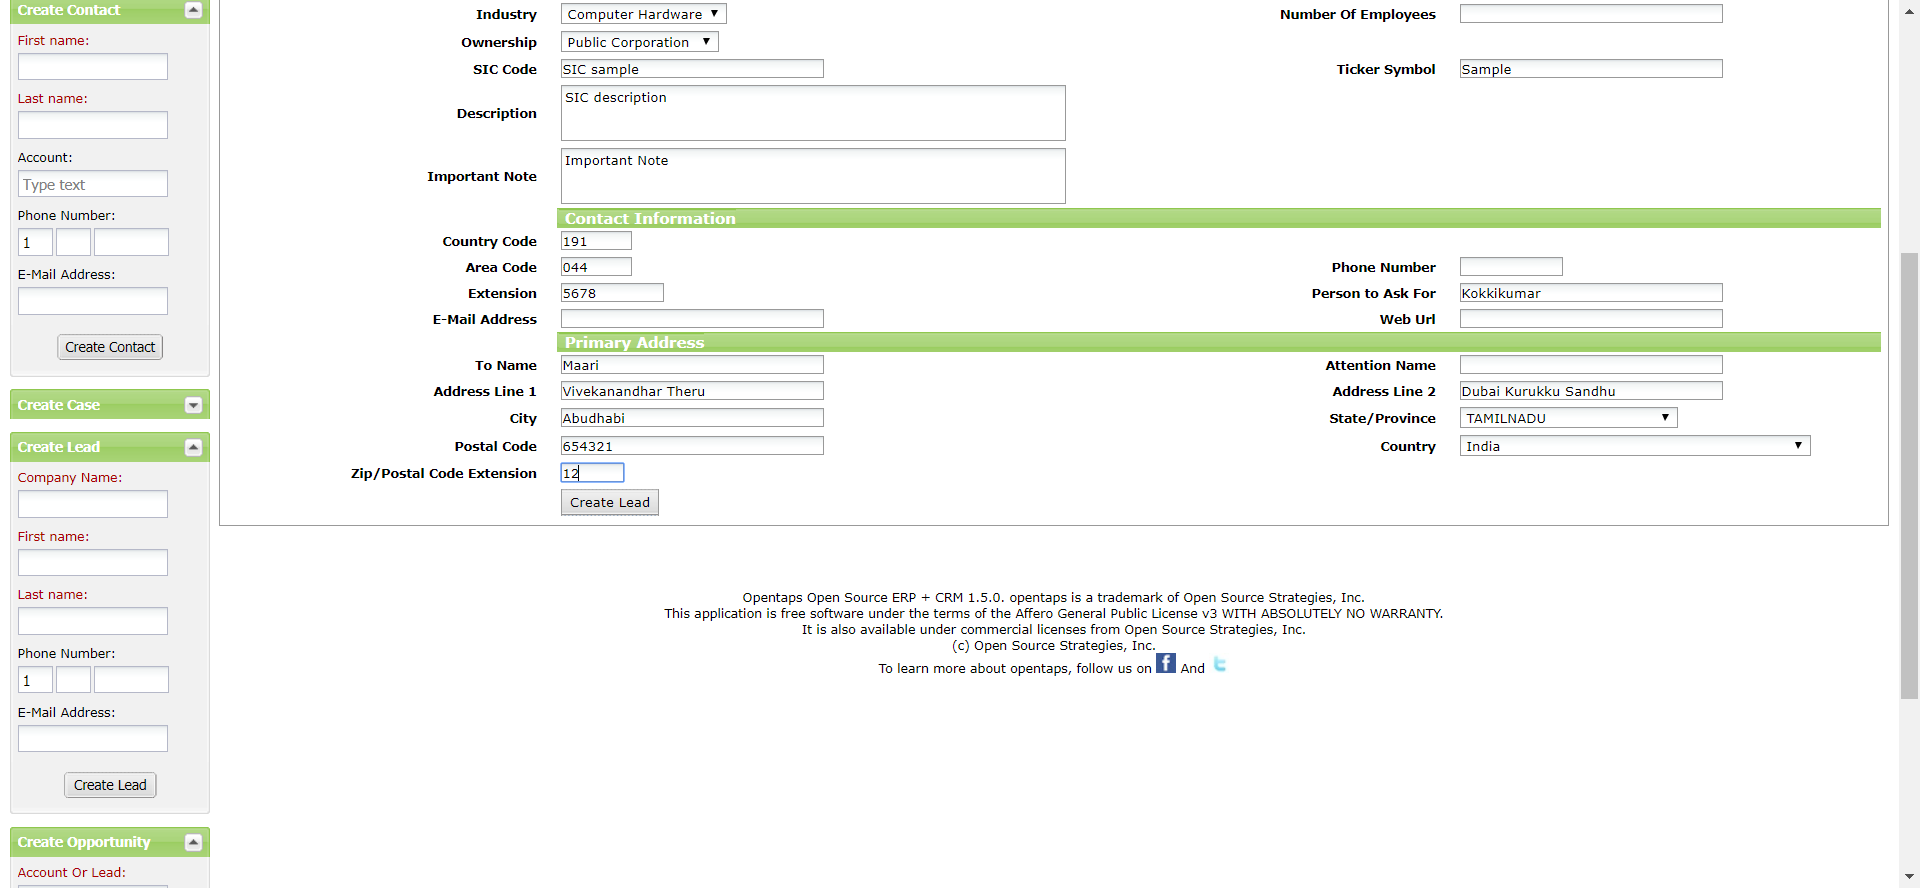 Create Contact
First name:
Last name:
Account:
Type text
Phone Number:
1
E-Mail Address:
Create Contact
Create Case
Create Lead
Company Name:
First name:
Last name:
Phone Number:
1
E-Mail Address:
Create Lead
Create Opportunity
Account Or Lead:
Industry Computer Hardware Number Of Employees
Ownership Public Corporation
SIC Code SIC sample Ticker Symbol Sample
Description SIC description
Important Note Important Note
Contact Information
Country Code 191
Area Code 044 Phone Number
Extension 5678 Person to Ask For Kokkikumar
E-Mail Address Web Url
Primary Address
To Name Maari Attention Name
Address Line 1 Vivekanandhar Theru Address Line 2 Dubai Kurukku Sandhu
City Abudhabi State/Province TAMILNADU
Postal Code 654321 Country India
Zip/Postal Code Extension 12
Create Lead
Opentaps Open Source ERP + CRM 1.5.0. opentaps is a trademark of Open Source Strategies, Inc.
This application is free software under the terms of the Affero General Public License v3 WITH ABSOLUTELY NO WARRANTY.
It is also available under commercial licenses from Open Source Strategies, Inc.
(c) Open Source Strategies, Inc.
To learn more about opentaps, follow us on f And t